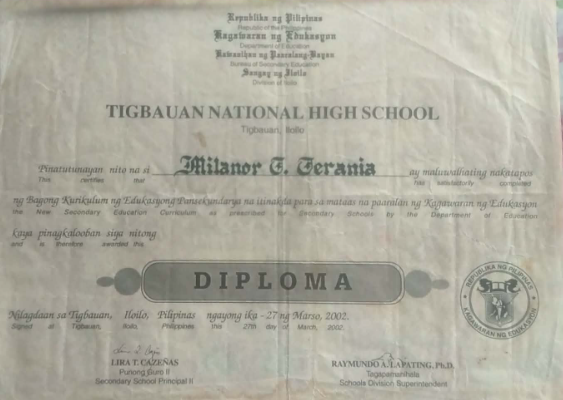 Republika ng Pilipinas
Republic of the Philippines
Kagawaran ng Edukasyon
Department of Education
Kawanihan ng Paaralang-Bayan
Bureau of Secondary Education
Sangay ng Iloilo
Division of Iloilo
TIGBAUAN NATIONAL HIGH SCHOOL
Tigbauan, Iloilo
Pinatutunayan nito na si Milanor T. Terania ay maluwalhating nakatapos
This certifies that has satisfactorily completed
ng Bagong Kurikulum ng Edukasyong Pansekundarya na itinakda para sa mataas na paaralan ng Kagawaran ng Edukasyon
the New Secondary Education Curriculum as prescribed for Secondary Schools by the Department of Education
kaya pinagkalooban siya nitong
and is therefore awarded this
DIPLOMA
Nilagdaan sa Tigbauan, Iloilo, Pilipinas ngayong ika - 27 ng Marso, 2002.
Signed at Tigbauan, Iloilo, Philippines this 27th day of March, 2002.
REPUBLIKA NG PILIPINAS
KAGAWARAN NG EDUKASYON
LIRA T. CAZEÑAS
Punong Guro II
Secondary School Principal II
RAYMUNDO A. LAPATING, Ph.D.
Tagapamanihala
Schools Division Superintendent